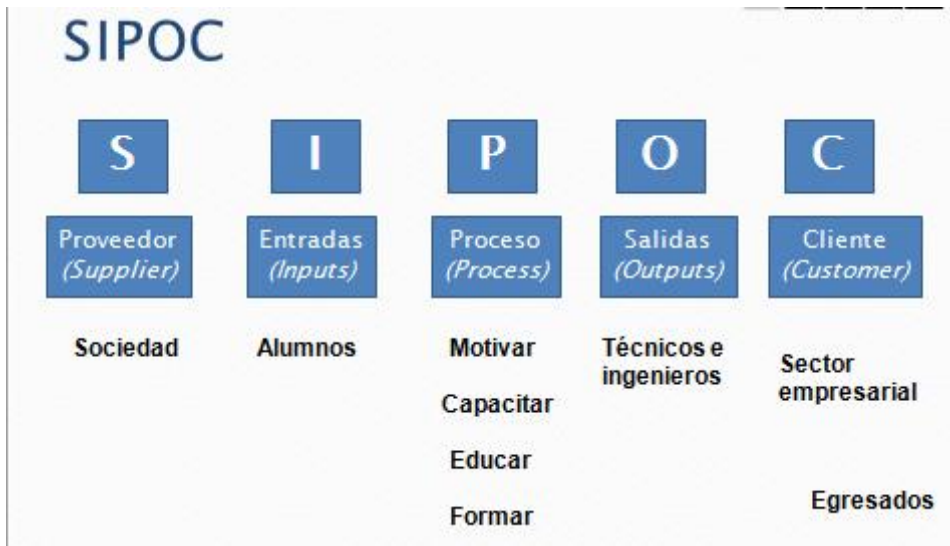 SIPOC
S I P O C
Proveedor
(Supplier)
Entradas
(Inputs)
Proceso
(Process)
Salidas
(Outputs)
Cliente
(Customer)
Sociedad
Alumnos
Motivar
Capacitar
Educar
Formar
Técnicos e
ingenieros
Sector
empresarial
Egresados